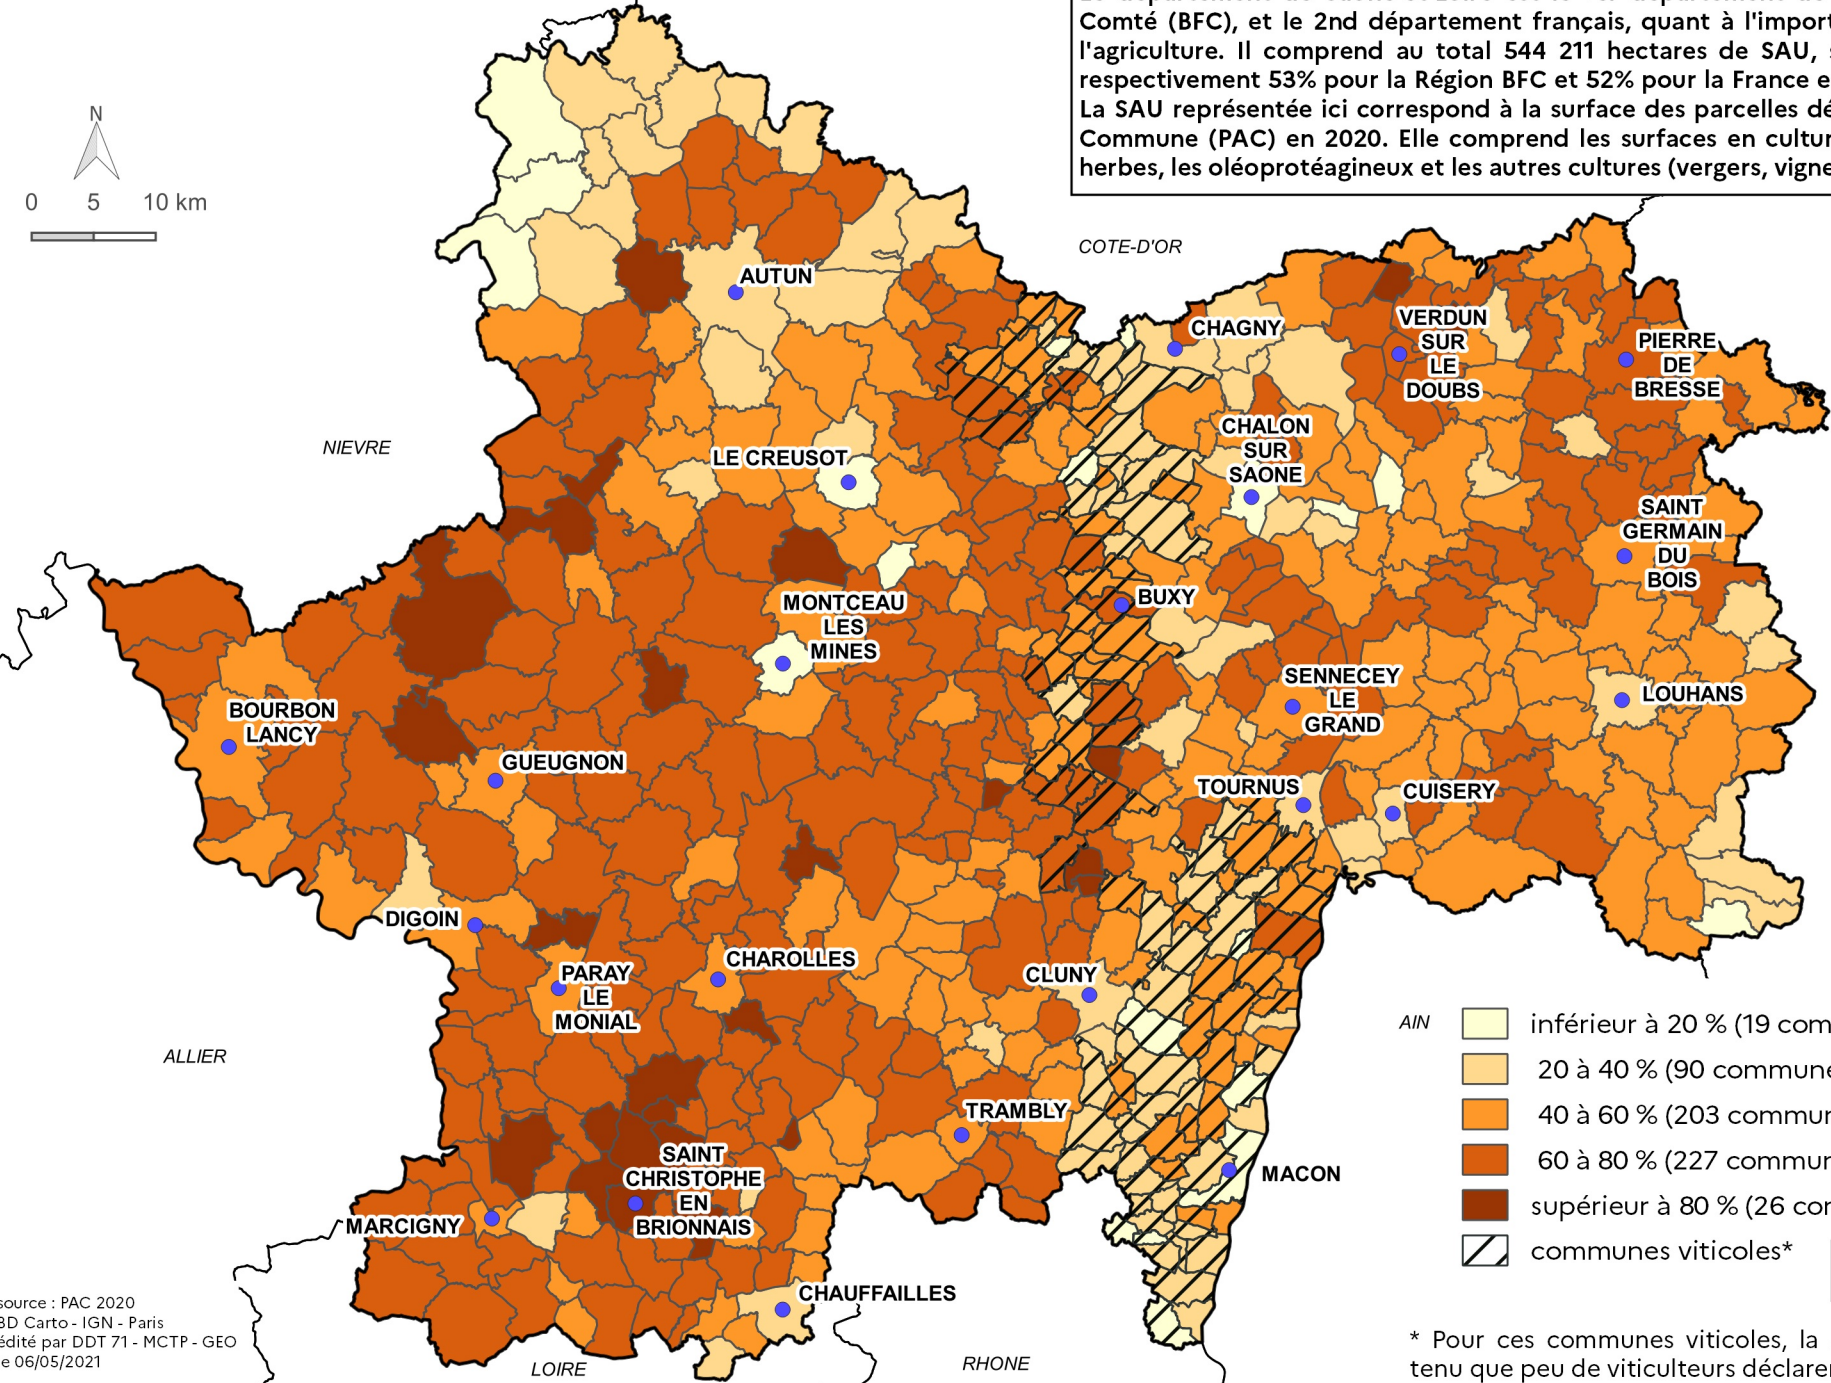 Comté (BFC), et le 2nd département français, quant à l'import
l'agriculture. Il comprend au total 544 211 hectares de SAU,
respectivement 53% pour la Région BFC et 52% pour la France e
La SAU représentée ici correspond à la surface des parcelles dé
Commune (PAC) en 2020. Elle comprend les surfaces en cultur
herbes, les oléoprotéagineux et les autres cultures (vergers, vigne
N
0 5 10 km
COTE-D'OR
NIEVRE
ALLIER
LOIRE
RHONE
AIN
AUTUN
CHAGNY
VERDUN
SUR
LE
DOUBS
PIERRE
DE
BRESSE
LE CREUSOT
CHALON
SUR
SAONE
SAINT
GERMAIN
DU
BOIS
MONTCEAU
LES
MINES
BUXY
BOURBON
LANCY
SENNECEY
LE
GRAND
LOUHANS
GUEUGNON
TOURNUS
CUISERY
DIGOIN
PARAY
LE
MONIAL
CHAROLLES
CLUNY
TRAMBLY
SAINT
CHRISTOPHE
EN
BRIONNAIS
MACON
MARCIGNY
CHAUFFAILLES
inférieur à 20 % (19 com
20 à 40 % (90 commune
40 à 60 % (203 commur
60 à 80 % (227 commur
supérieur à 80 % (26 cor
communes viticoles*
* Pour ces communes viticoles, la
tenu que peu de viticulteurs déclarer
source : PAC 2020
BD Carto - IGN - Paris
édité par DDT 71 - MCTP - GEO
le 06/05/2021